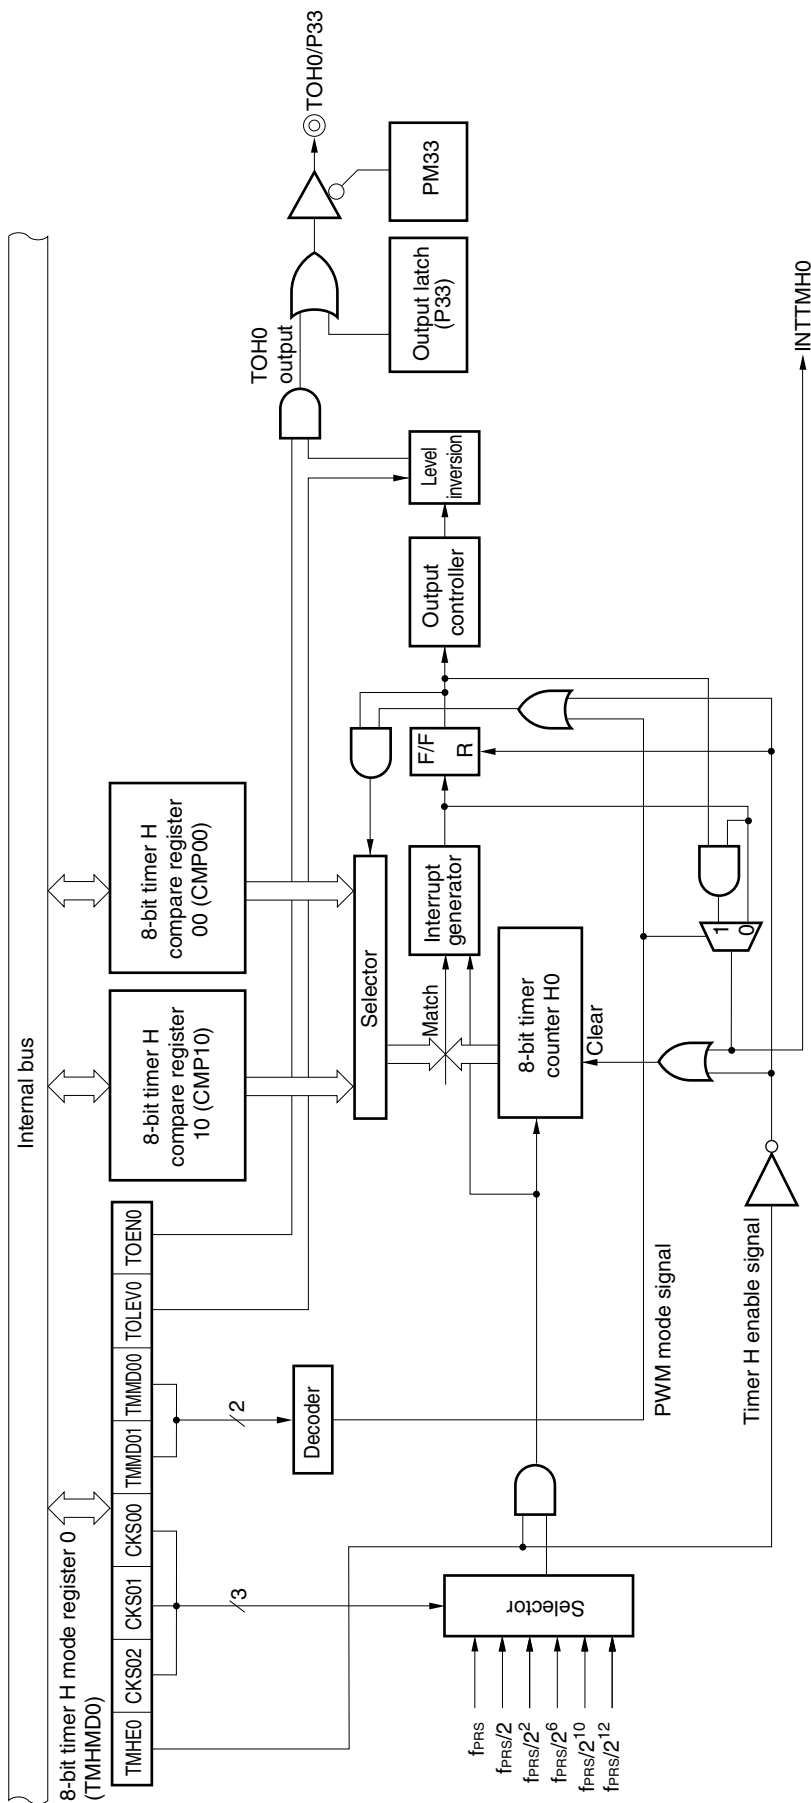 Internal bus
8-bit timer H mode register 0
(TMHMD0)
TMHE0 CKS02 CKS01 CKS00 TMMD01 TMMD00 TOLEV0 TOEN0
8-bit timer H
compare register
10 (CMP10)
8-bit timer H
compare register
00 (CMP00)
3
2
Decoder
Selector
TOH0
output
TOH0/P33
Output latch
(P33)
PM33
Match
Interrupt
generator
F/F
R
Output
controller
Level
inversion
Selector
fPRS
fPRS/2
fPRS/2²
fPRS/2⁶
fPRS/2¹⁰
fPRS/2¹²
8-bit timer
counter H0
Clear
PWM mode signal
1
0
Timer H enable signal
INTTMH0